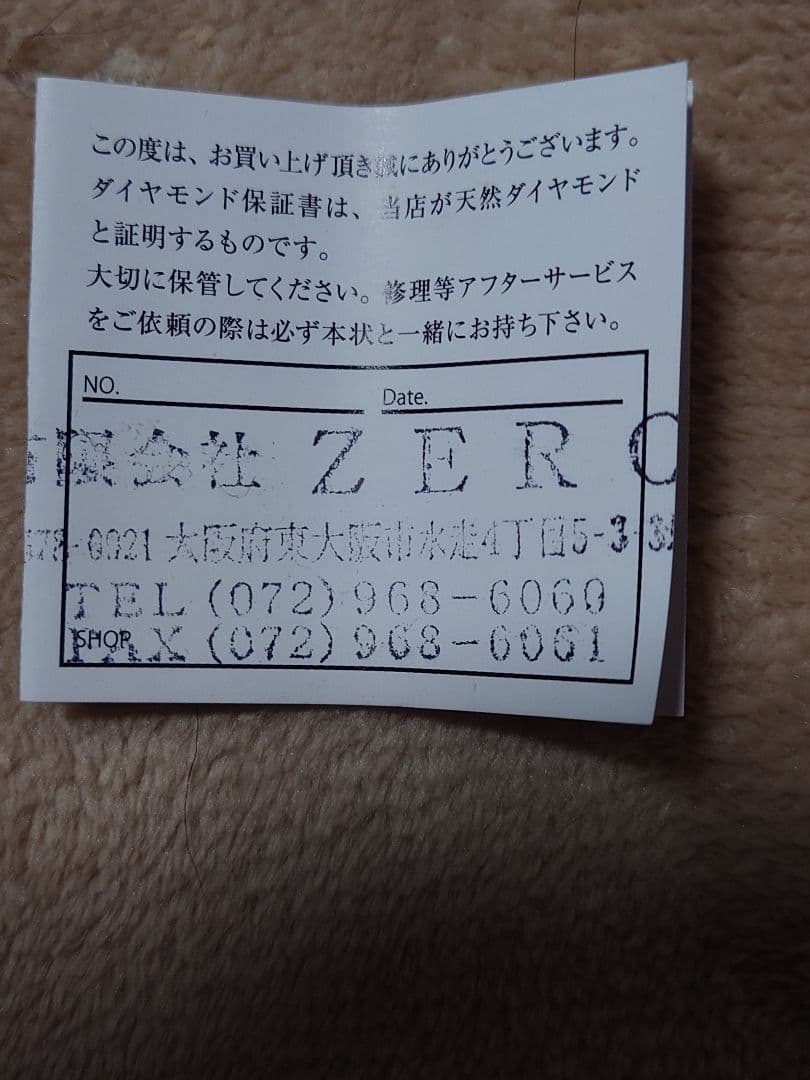 この度は、お買い上げ頂き誠にありがとうございます。
ダイヤモンド保証書は、当店が天然ダイヤモンド
と証明するものです。
大切に保管してください。修理等アフターサービス
をご依頼の際は必ず本状と一緒にお持ち下さい。
NO. Date.
有限会社 ZERO
578-0921 大阪府東大阪市水走4丁目5-3-
TEL (072) 968-6060
SHOP
FAX (072) 968-6061